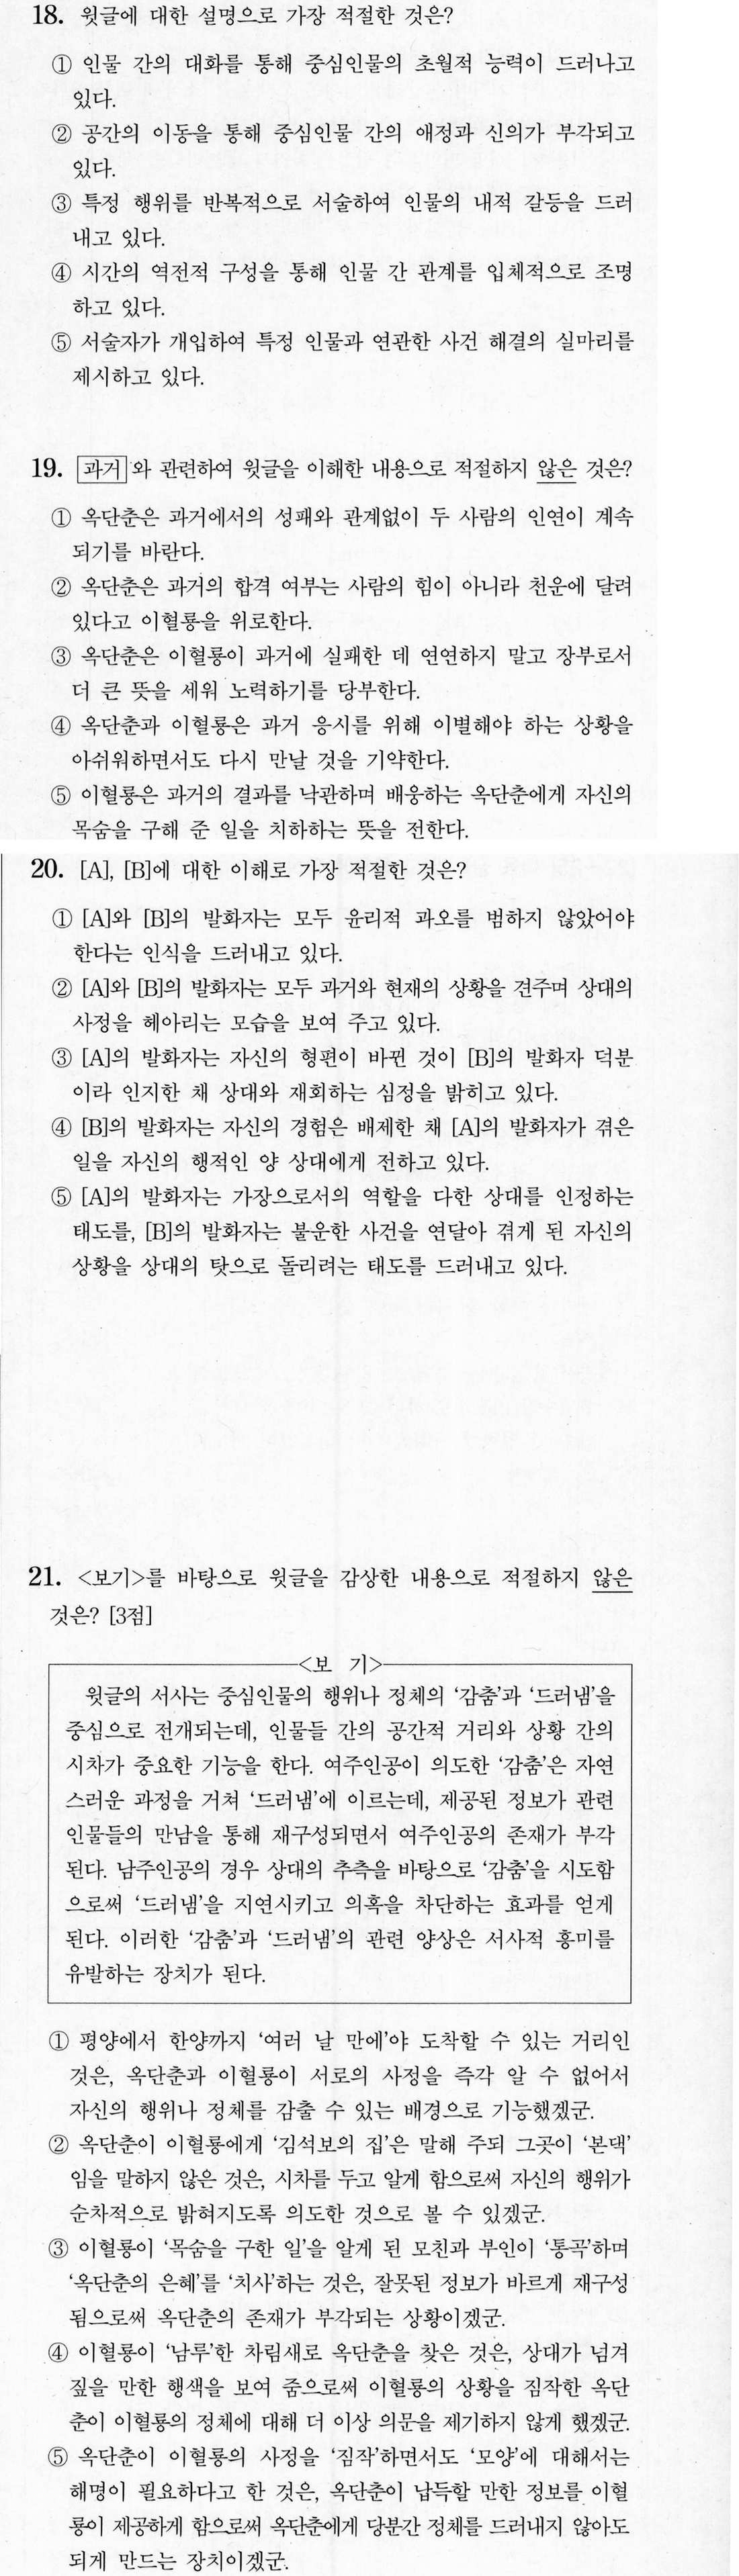 18. 윗글에 대한 설명으로 가장 적절한 것은?
① 인물 간의 대화를 통해 중심인물의 초월적 능력이 드러나고
있다.
② 공간의 이동을 통해 중심인물 간의 애정과 신의가 부각되고
있다.
③ 특정 행위를 반복적으로 서술하여 인물의 내적 갈등을 드러
내고 있다.
④ 시간의 역전적 구성을 통해 인물 간 관계를 입체적으로 조명
하고 있다.
⑤ 서술자가 개입하여 특정 인물과 연관한 사건 해결의 실마리를
제시하고 있다.
19. 과거와 관련하여 윗글을 이해한 내용으로 적절하지 않은 것은?
① 옥단춘은 과거에서의 성패와 관계없이 두 사람의 인연이 계속
되기를 바란다.
② 옥단춘은 과거의 합격 여부는 사람의 힘이 아니라 천운에 달려
있다고 이혈룡을 위로한다.
③ 옥단춘은 이혈룡이 과거에 실패한 데 연연하지 말고 장부로서
더 큰 뜻을 세워 노력하기를 당부한다.
④ 옥단춘과 이혈룡은 과거 응시를 위해 이별해야 하는 상황을
아쉬워하면서도 다시 만날 것을 기약한다.
⑤ 이혈룡은 과거의 결과를 낙관하며 배웅하는 옥단춘에게 자신의
목숨을 구해 준 일을 치하하는 뜻을 전한다.
20. [A], [B]에 대한 이해로 가장 적절한 것은?
① [A]와 [B]의 발화자는 모두 윤리적 과오를 범하지 않았어야
한다는 인식을 드러내고 있다.
② [A]와 [B]의 발화자는 모두 과거와 현재의 상황을 견주며 상대의
사정을 헤아리는 모습을 보여 주고 있다.
③ [A]의 발화자는 자신의 형편이 바뀐 것이 [B]의 발화자 덕분
이라 인지한 채 상대와 재회하는 심정을 밝히고 있다.
④ [B]의 발화자는 자신의 경험은 배제한 채 [A]의 발화자가 겪은
일을 자신의 행적인 양 상대에게 전하고 있다.
⑤ [A]의 발화자는 가장으로서의 역할을 다한 상대를 인정하는
태도를, [B]의 발화자는 불운한 사건을 연달아 겪게 된 자신의
상황을 상대의 탓으로 돌리려는 태도를 드러내고 있다.
21. <보기>를 바탕으로 윗글을 감상한 내용으로 적절하지 않은
것은? [3점]
<보 기>
윗글의 서사는 중심인물의 행위나 정체의 '감춤'과 '드러냄'을
중심으로 전개되는데, 인물들 간의 공간적 거리와 상황 간의
시차가 중요한 기능을 한다. 여주인공이 의도한 '감춤'은 자연
스러운 과정을 거쳐 '드러냄'에 이르는데, 제공된 정보가 관련
인물들의 만남을 통해 재구성되면서 여주인공의 존재가 부각
된다. 남주인공의 경우 상대의 추측을 바탕으로 '감춤'을 시도함
으로써 '드러냄'을 지연시키고 의혹을 차단하는 효과를 얻게
된다. 이러한 '감춤'과 '드러냄'의 관련 양상은 서사적 흥미를
유발하는 장치가 된다.
① 평양에서 한양까지 '여러 날 만에'야 도착할 수 있는 거리인
것은, 옥단춘과 이혈룡이 서로의 사정을 즉각 알 수 없어서
자신의 행위나 정체를 감출 수 있는 배경으로 기능했겠군.
② 옥단춘이 이혈룡에게 '김석보의 집'은 말해 주되 그곳이 '본댁'
임을 말하지 않은 것은, 시차를 두고 알게 함으로써 자신의 행위가
순차적으로 밝혀지도록 의도한 것으로 볼 수 있겠군.
③ 이혈룡이 '목숨을 구한 일'을 알게 된 모친과 부인이 '통곡'하며
'옥단춘의 은혜'를 '치사'하는 것은, 잘못된 정보가 바르게 재구성
됨으로써 옥단춘의 존재가 부각되는 상황이겠군.
④ 이혈룡이 '남루'한 차림새로 옥단춘을 찾은 것은, 상대가 넘겨
짚을 만한 행색을 보여 줌으로써 이혈룡의 상황을 짐작한 옥단
춘이 이혈룡의 정체에 대해 더 이상 의문을 제기하지 않게 했겠군.
⑤ 옥단춘이 이혈룡의 사정을 '짐작'하면서도 '모양'에 대해서는
해명이 필요하다고 한 것은, 옥단춘이 납득할 만한 정보를 이혈
룡이 제공하게 함으로써 옥단춘에게 당분간 정체를 드러내지 않아도
되게 만드는 장치이겠군.